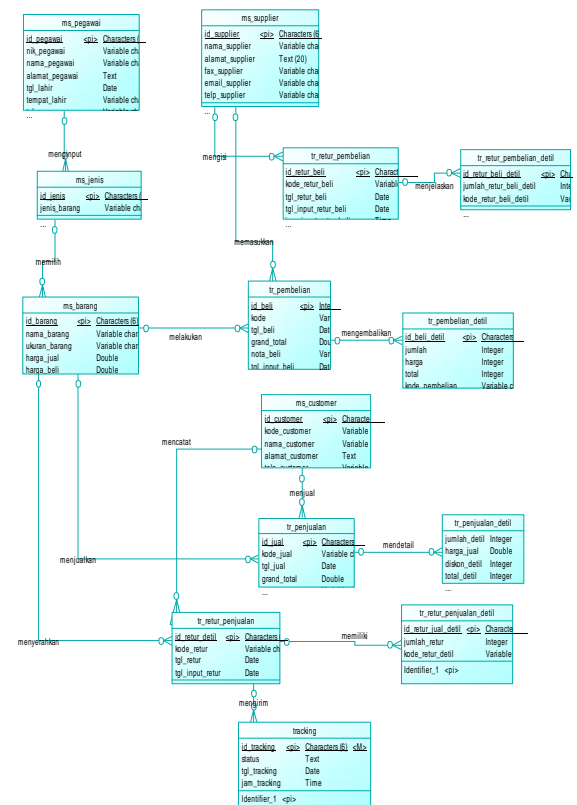 ms_pegawai
id_pegawai <pi> Characters (
nik_pegawai Variable ch
nama_pegawai Variable ch
alamat_pegawai Text
tgl_lahir Date
tempat_lahir Variable ch
...
ms_supplier
id_supplier <pi> Characters (6
nama_supplier Variable cha
alamat_supplier Text (20)
fax_supplier Variable cha
email_supplier Variable cha
telp_supplier Variable cha
...
menginput
mengisi
tr_retur_pembelian
id_retur_beli <pi> Charact
kode_retur_beli Variabl
tgl_retur_beli Date
tgl_input_retur_beli Date
...
menjelaskan
tr_retur_pembelian_detil
id_retur_beli_detil <pi> Cha
jumlah_retur_beli_detil Inte
kode_retur_beli_detil Var
...
ms_jenis
id_jenis <pi> Characters (
jenis_barang Variable ch
...
memilih
memasukkan
ms_barang
id_barang <pi> Characters (6)
nama_barang Variable char
ukuran_barang Variable char
harga_jual Double
harga_beli Double
melakukan
tr_pembelian
id_beli <pi> Inte
kode Var
tgl_beli Dat
grand_total Dou
nota_beli Var
tgl_input_beli Dat
mengembalikan
tr_pembelian_detil
id_beli_detil <pi> Characters
jumlah Integer
harga Integer
total Integer
kode_pembelian Variable c
ms_customer
id_customer <pi> Characte
kode_customer Variable
nama_customer Variable
alamat_customer Text
telp_customer Variable
mencatat
menjual
tr_penjualan
id_jual <pi> Characters
kode_jual Variable c
tgl_jual Date
grand_total Double
...
mendetail
tr_penjualan_detil
jumlah_detil Integer
harga_jual Double
diskon_detil Integer
total_detil Integer
...
menjualkan
tr_retur_penjualan
id_retur_detil <pi> Characters
kode_retur Variable ch
tgl_retur Date
tgl_input_retur Date
menyerahkan
memiliki
tr_retur_penjualan_detil
id_retur_jual_detil <pi> Characte
jumlah_retur Integer
kode_retur_detil Variable
Identifier_1 <pi>
mengirim
tracking
id_tracking <pi> Characters (6) <M>
status Text
tgl_tracking Date
jam_tracking Time
Identifier_1 <pi>